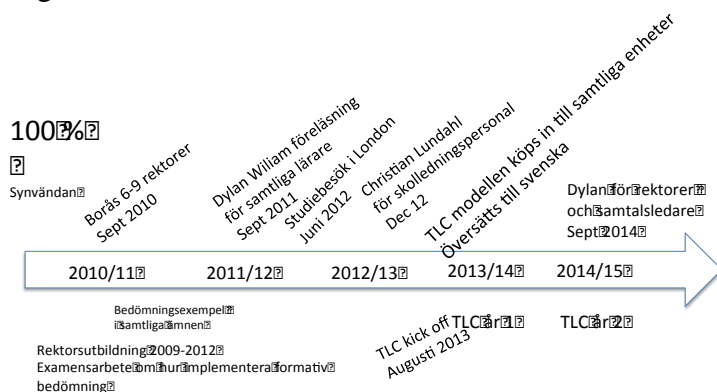 100 %
Synvändan
Borås 6-9 rektorer
Sept 2010
Dylan Wiliam föreläsning
för samtliga lärare
Sept 2011
Studiebesök i London
Juni 2012
Christian Lundahl
för skolledningspersonal
Dec 12
TLC modellen köps in till samtliga enheter
Översätts till svenska
Dylan för rektorer
och samtalsledare
Sept 2014
2010/11
2011/12
2012/13
2013/14
2014/15
Bedömningsexempel
i samtliga ämnen
TLC kick off
Augusti 2013
TLC år 1
TLC år 2
Rektorsutbildning 2009-2012
Examensarbete om hur implementera formativ
bedömning